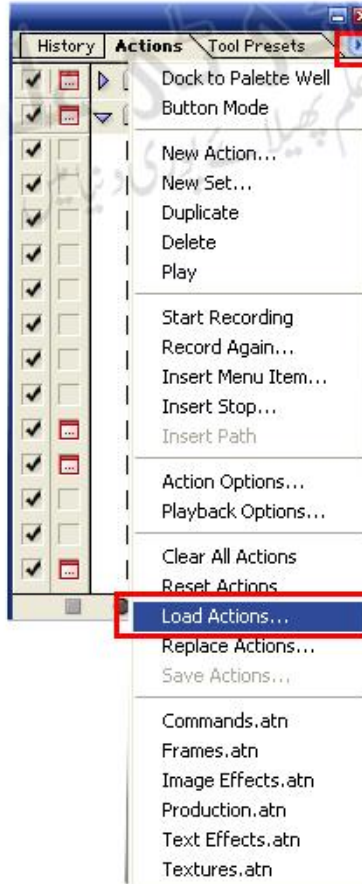 History Actions Tool Presets
Dock to Palette Well
Button Mode
New Action...
New Set...
Duplicate
Delete
Play
Start Recording
Record Again...
Insert Menu Item...
Insert Stop...
Insert Path
Action Options...
Playback Options...
Clear All Actions
Reset Actions
Load Actions...
Replace Actions...
Save Actions...
Commands.atn
Frames.atn
Image Effects.atn
Production.atn
Text Effects.atn
Textures.atn